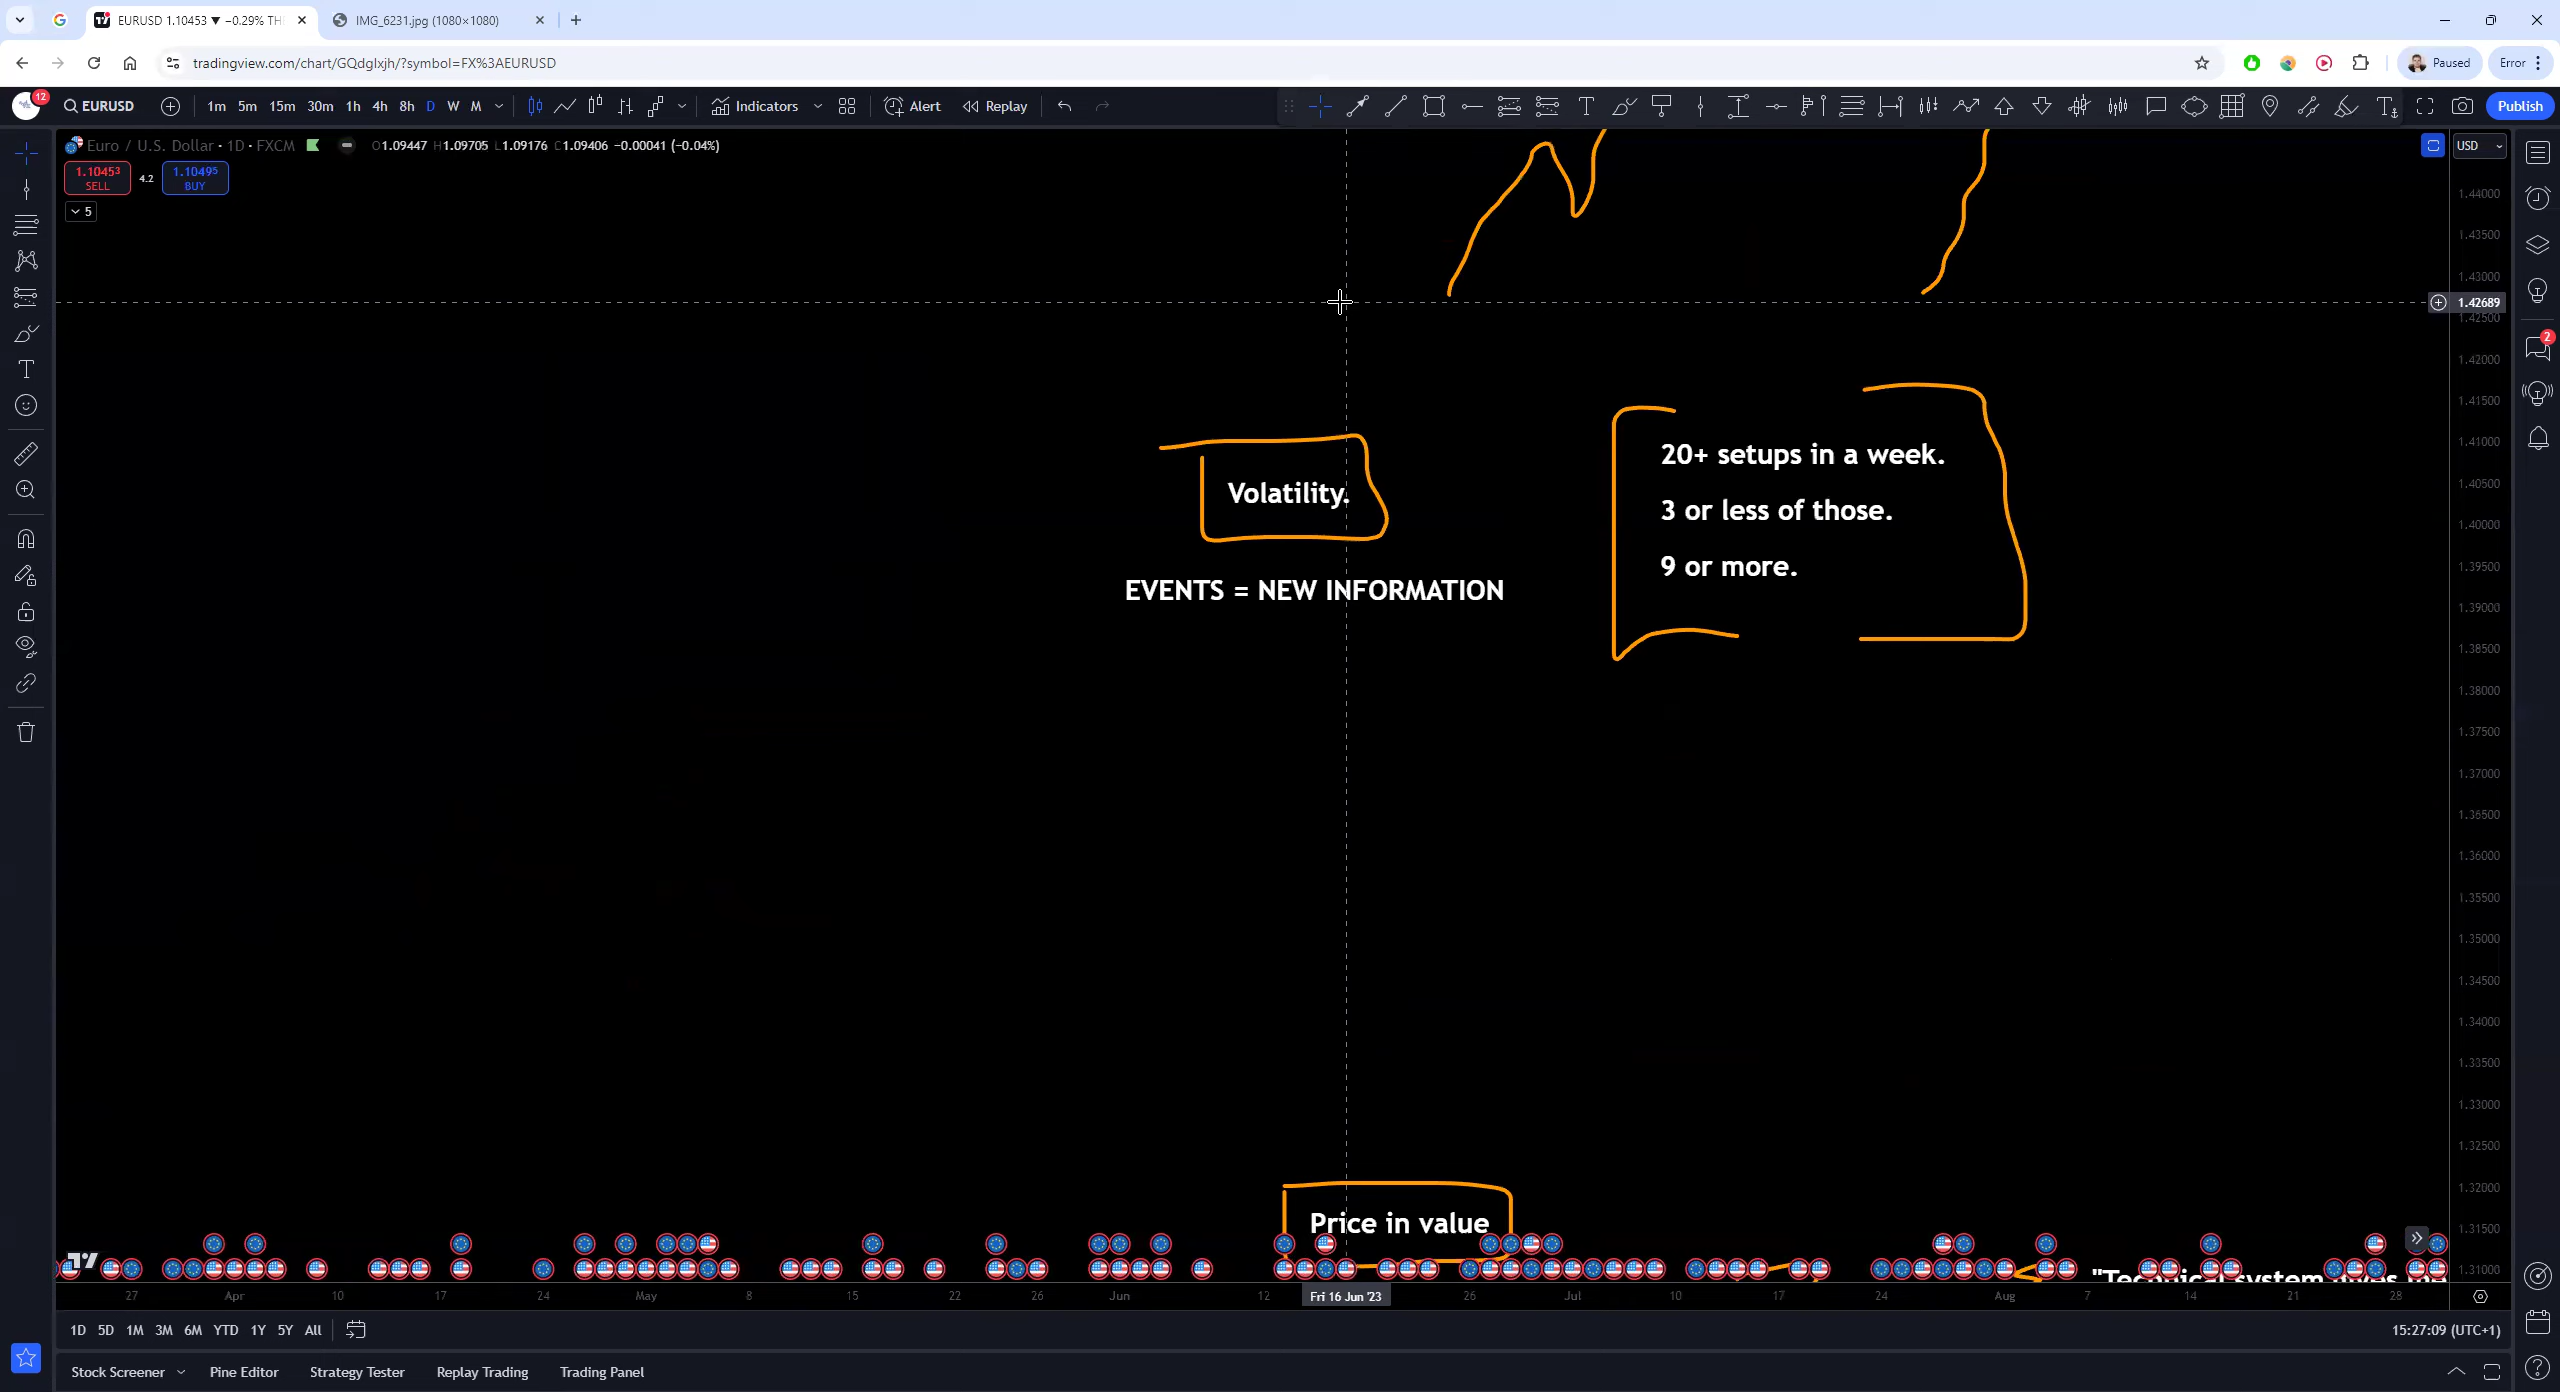 EURUSD 1.10453 ▼ −0.29% TH
IMG_6231.jpg (1080×1080)
tradingview.com/chart/GQdglxjh/?symbol=FX%3AEURUSD
Paused
Error
12
EURUSD
1m 5m 15m 30m 1h 4h 8h D W M
Indicators
Alert
Replay
Publish
Euro / U.S. Dollar · 1D · FXCM
O1.09447 H1.09705 L1.09176 C1.09406 −0.00041 (−0.04%)
USD
1.10453
SELL
4.2
1.10495
BUY
5
1.44000
1.43500
1.43000
1.42689
1.42500
1.42000
1.41500
1.41000
1.40500
1.40000
1.39500
1.39000
1.38500
1.38000
1.37500
1.37000
1.36500
1.36000
1.35500
1.35000
1.34500
1.34000
1.33500
1.33000
1.32500
1.32000
1.31500
1.31000
2
Volatility.
EVENTS = NEW INFORMATION
20+ setups in a week.
3 or less of those.
9 or more.
Price in value
"Technical system gives me
27 Apr 10 17 24 May 8 15 22 26 Jun 12 Fri 16 Jun '23 26 Jul 10 17 24 Aug 7 14 21 28
1D 5D 1M 3M 6M YTD 1Y 5Y All
15:27:09 (UTC+1)
Stock Screener
Pine Editor
Strategy Tester
Replay Trading
Trading Panel